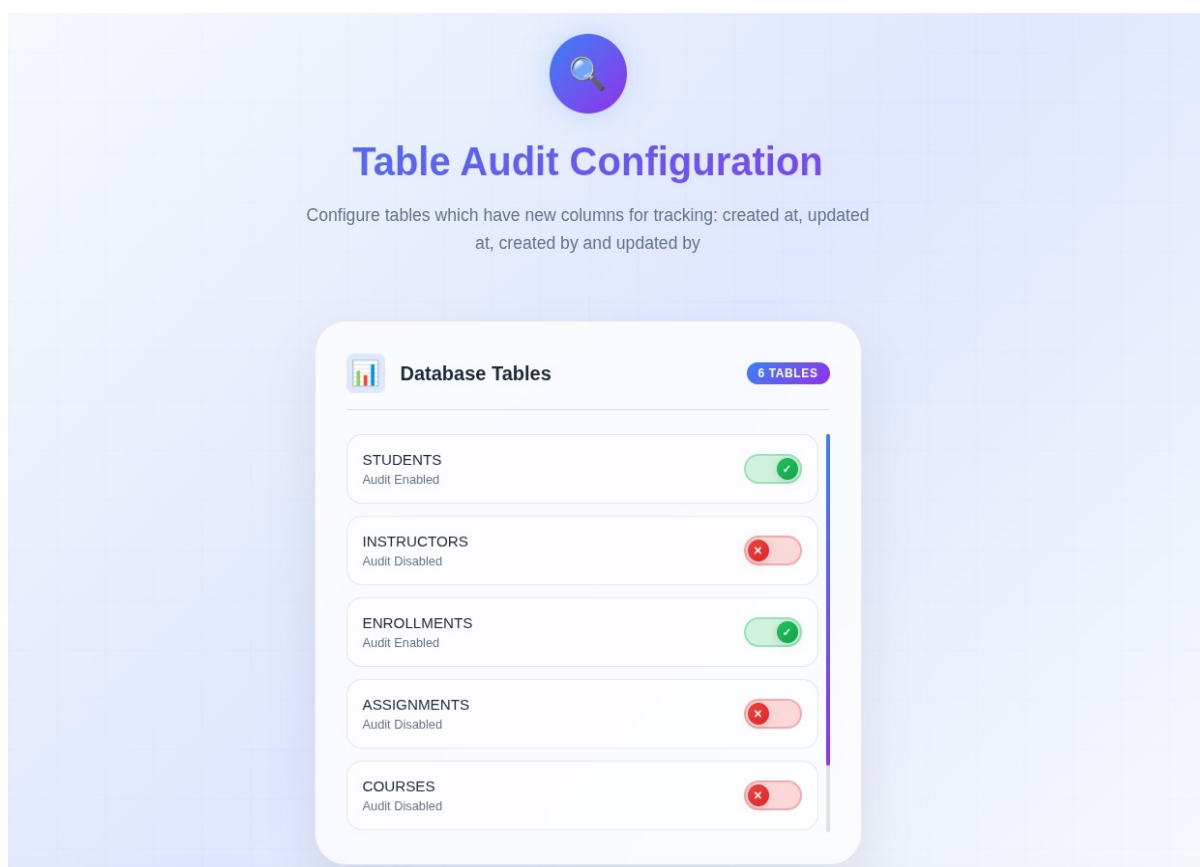 Table Audit Configuration
Configure tables which have new columns for tracking: created at, updated
at, created by and updated by
Database Tables
6 TABLES
STUDENTS
Audit Enabled
INSTRUCTORS
Audit Disabled
ENROLLMENTS
Audit Enabled
ASSIGNMENTS
Audit Disabled
COURSES
Audit Disabled